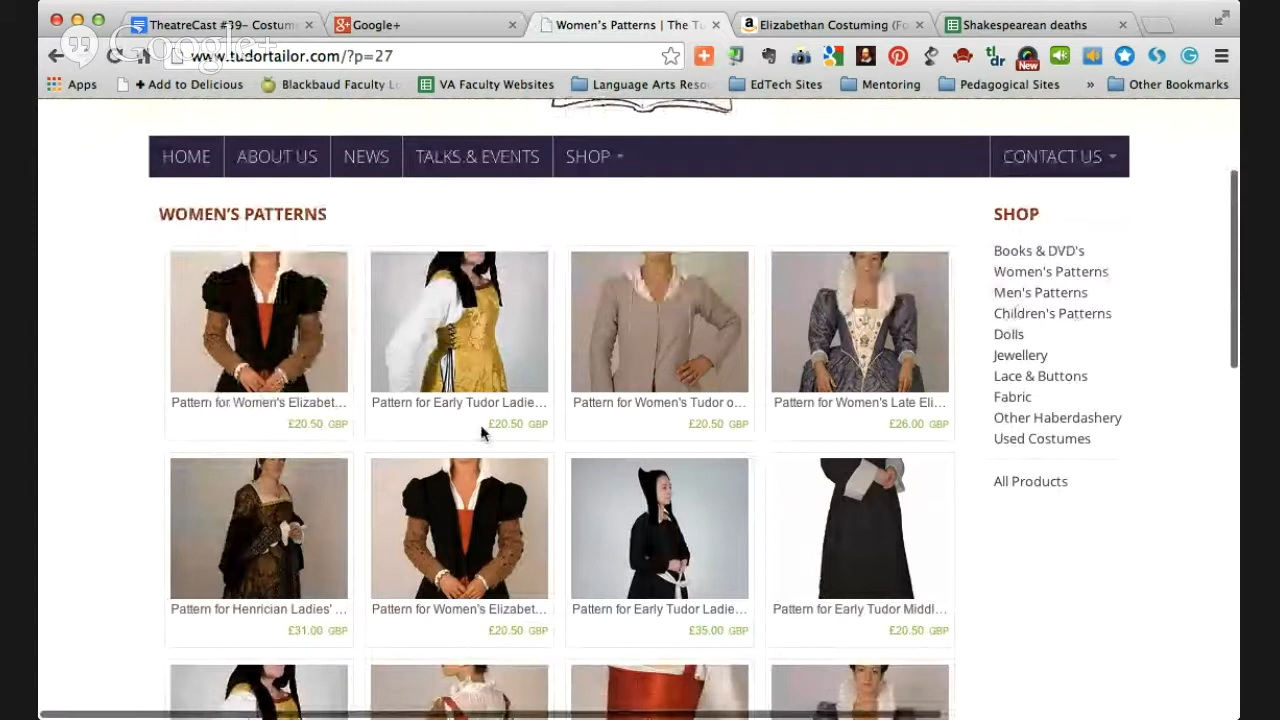 TheatreCast #39– Costum
Google+
Women's Patterns | The Tu
Elizabethan Costuming (Fo
Shakespearean deaths
Google+
www.tudortailor.com/?p=27
tl;dr
New
Apps
+ Add to Delicious
Blackbaud Faculty Lo
VA Faculty Websites
Language Arts Reso
EdTech Sites
Mentoring
Pedagogical Sites
»
Other Bookmarks
HOME
ABOUT US
NEWS
TALKS & EVENTS
SHOP
CONTACT US
WOMEN'S PATTERNS
SHOP
Books & DVD's
Women's Patterns
Men's Patterns
Children's Patterns
Dolls
Jewellery
Lace & Buttons
Fabric
Other Haberdashery
Used Costumes
All Products
Pattern for Women's Elizabet...
£20.50 GBP
Pattern for Early Tudor Ladie...
£20.50 GBP
Pattern for Women's Tudor o...
£20.50 GBP
Pattern for Women's Late Eli...
£26.00 GBP
Pattern for Henrician Ladies' ...
£31.00 GBP
Pattern for Women's Elizabet...
£20.50 GBP
Pattern for Early Tudor Ladie...
£35.00 GBP
Pattern for Early Tudor Middl...
£20.50 GBP